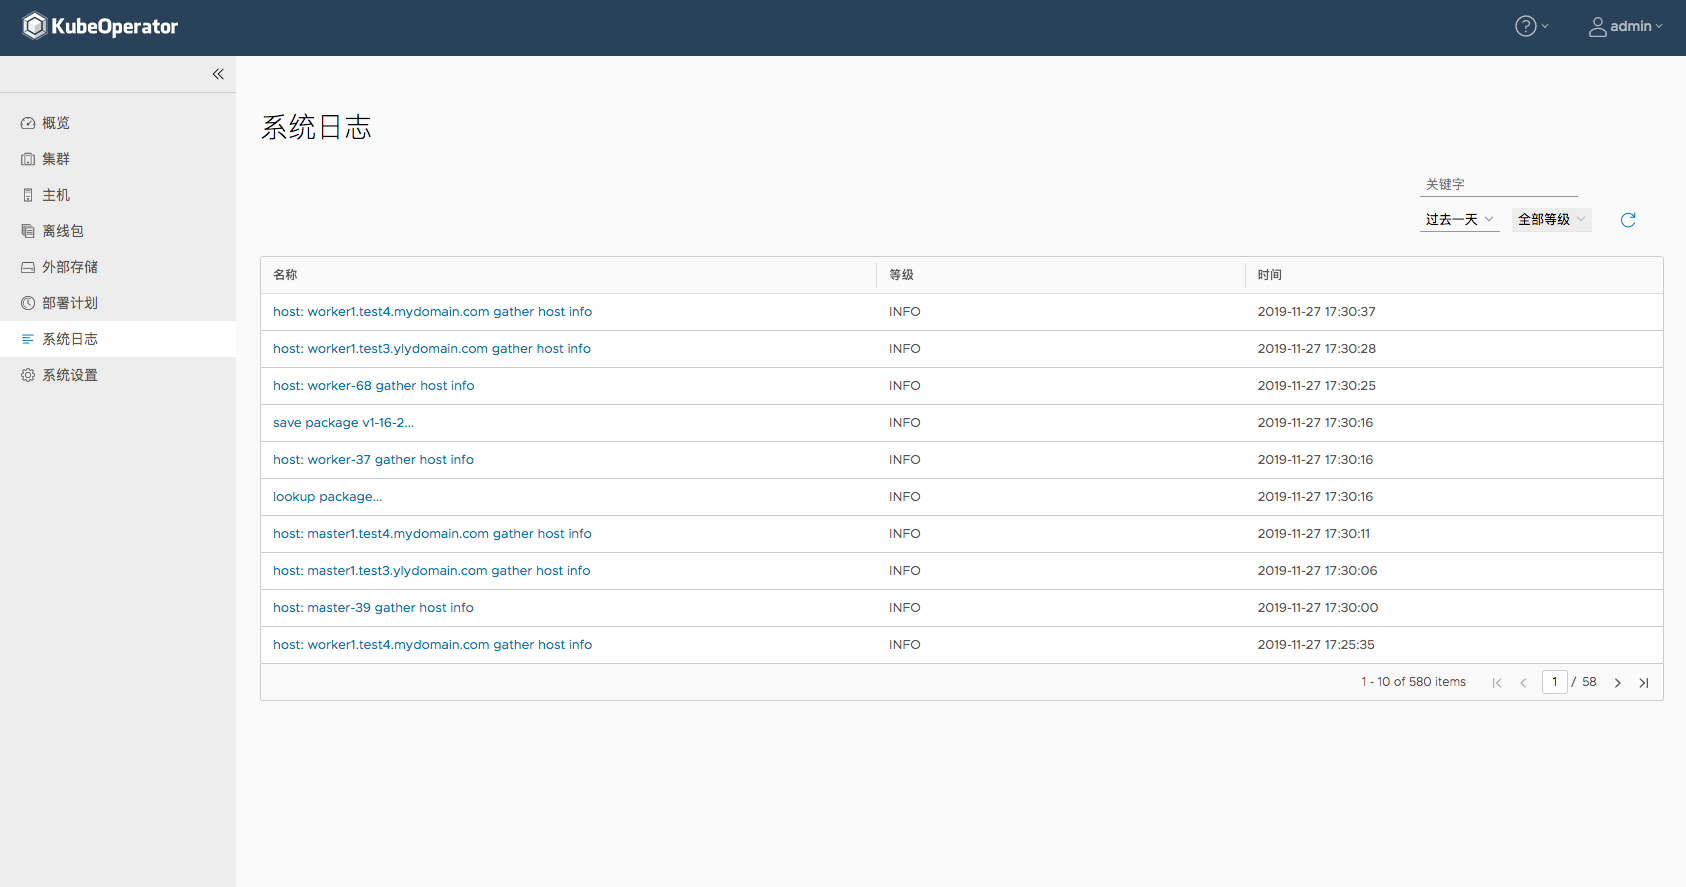 KubeOperator
admin
概览
集群
主机
离线包
外部存储
部署计划
系统日志
系统设置
系统日志
关键字
过去一天 全部等级
名称 等级 时间
host: worker1.test4.mydomain.com gather host info INFO 2019-11-27 17:30:37
host: worker1.test3.ylydomain.com gather host info INFO 2019-11-27 17:30:28
host: worker-68 gather host info INFO 2019-11-27 17:30:25
save package v1-16-2... INFO 2019-11-27 17:30:16
host: worker-37 gather host info INFO 2019-11-27 17:30:16
lookup package... INFO 2019-11-27 17:30:16
host: master1.test4.mydomain.com gather host info INFO 2019-11-27 17:30:11
host: master1.test3.ylydomain.com gather host info INFO 2019-11-27 17:30:06
host: master-39 gather host info INFO 2019-11-27 17:30:00
host: worker1.test4.mydomain.com gather host info INFO 2019-11-27 17:25:35
1 - 10 of 580 items 1 / 58